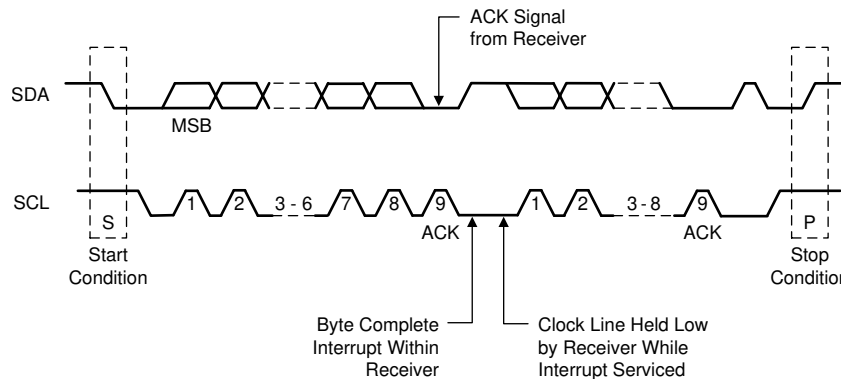 ACK Signal
from Receiver
SDA
MSB
SCL
1
2
3 - 6
7
8
9
1
2
3 - 8
9
S
ACK
ACK
P
Start
Condition
Stop
Condition
Byte Complete
Interrupt Within
Receiver
Clock Line Held Low
by Receiver While
Interrupt Serviced